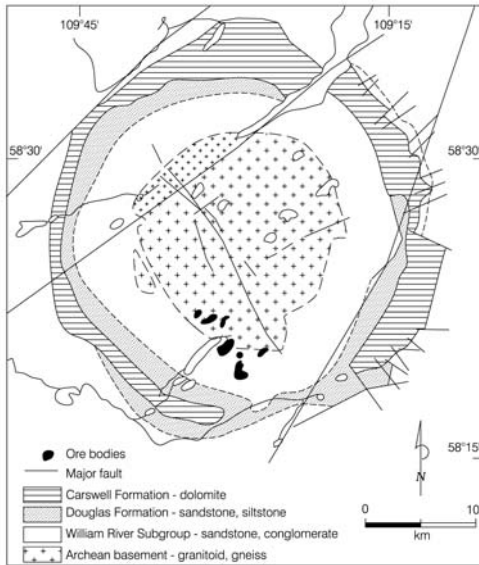 109°45'
109°15'
58°30'
58°30'
58°15'
N
Ore bodies
Major fault
Carswell Formation - dolomite
Douglas Formation - sandstone, siltstone
William River Subgroup - sandstone, conglomerate
Archean basement - granitoid, gneiss
0 10
km